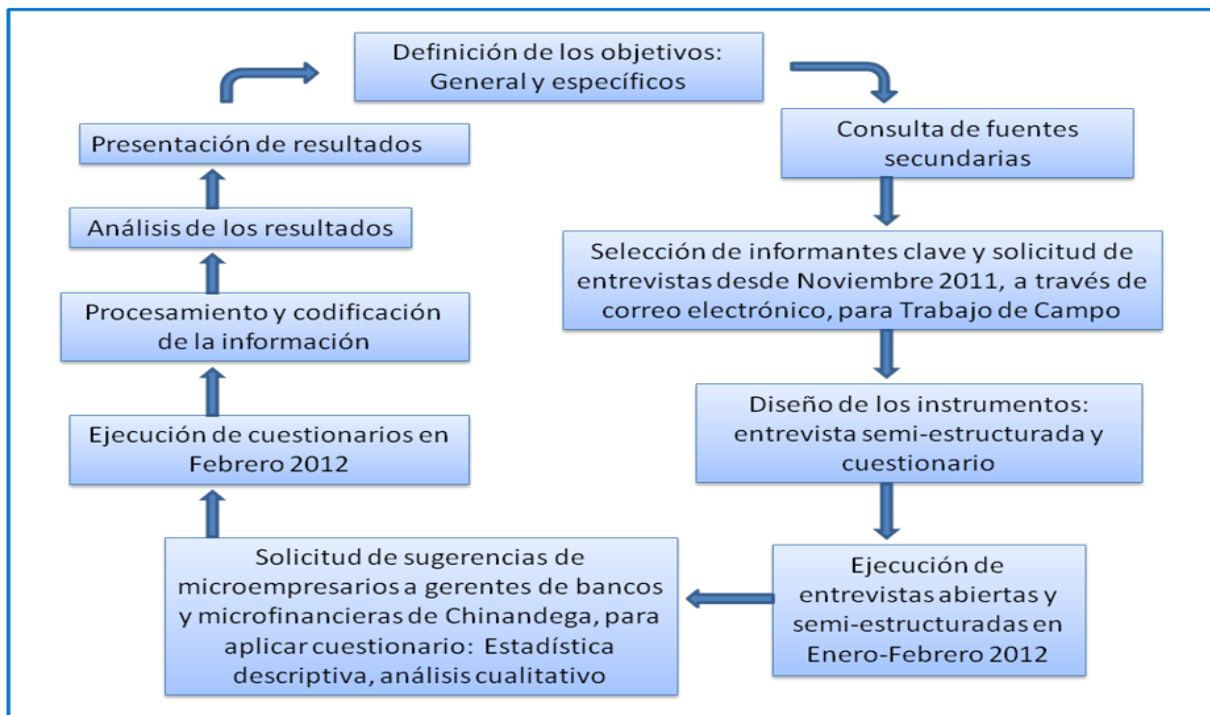 Definición de los objetivos:
General y específicos
Consulta de fuentes
secundarias
Selección de informantes clave y solicitud de
entrevistas desde Noviembre 2011, a través de
correo electrónico, para Trabajo de Campo
Diseño de los instrumentos:
entrevista semi-estructurada y
cuestionario
Ejecución de
entrevistas abiertas y
semi-estructuradas en
Enero-Febrero 2012
Solicitud de sugerencias de
microempresarios a gerentes de bancos
y microfinancieras de Chinandega, para
aplicar cuestionario: Estadística
descriptiva, análisis cualitativo
Ejecución de cuestionarios en
Febrero 2012
Procesamiento y codificación
de la información
Análisis de los resultados
Presentación de resultados